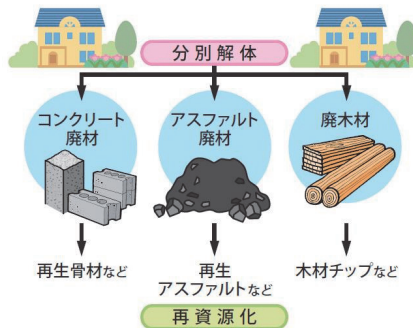 分別解体
コンクリート
廃材
アスファルト
廃材
廃木材
再生骨材など
再生
アスファルトなど
木材チップなど
再資源化